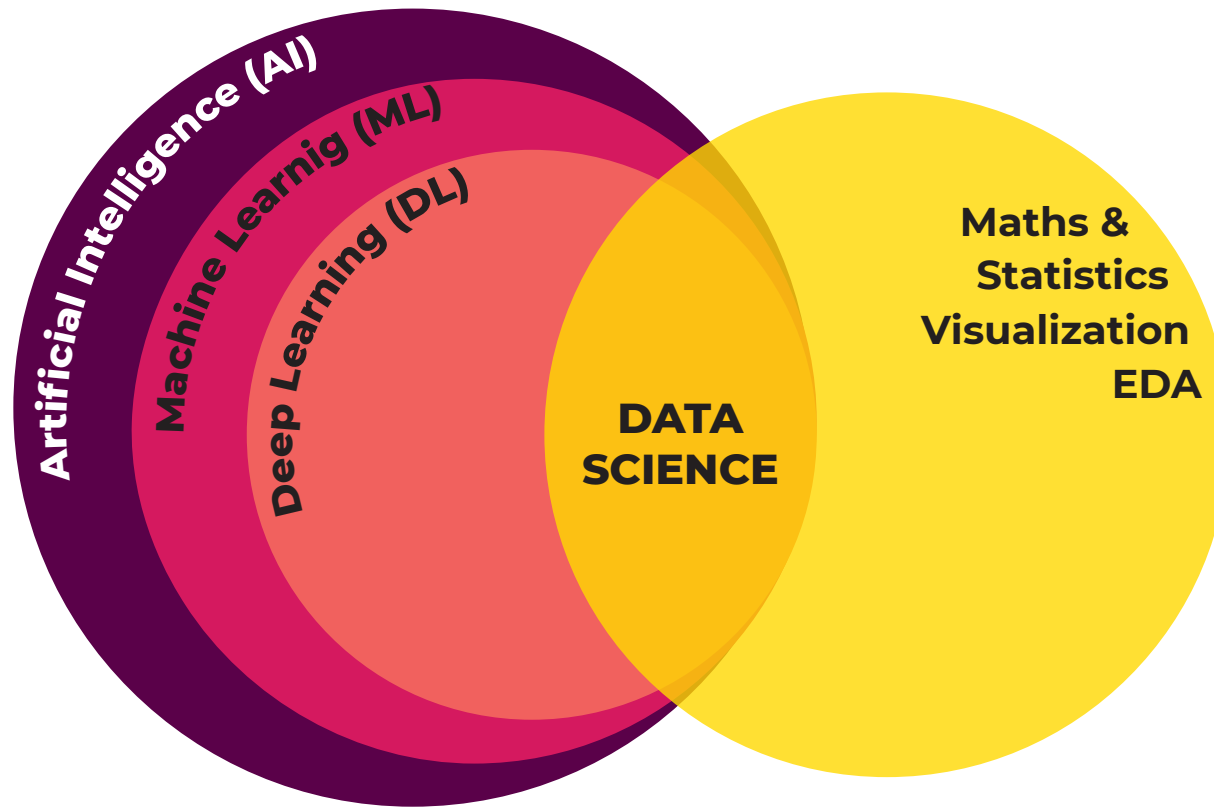 Artificial Intelligence (AI)
Machine Learnig (ML)
Deep Learning (DL)
DATA
SCIENCE
Maths &
Statistics
Visualization
EDA